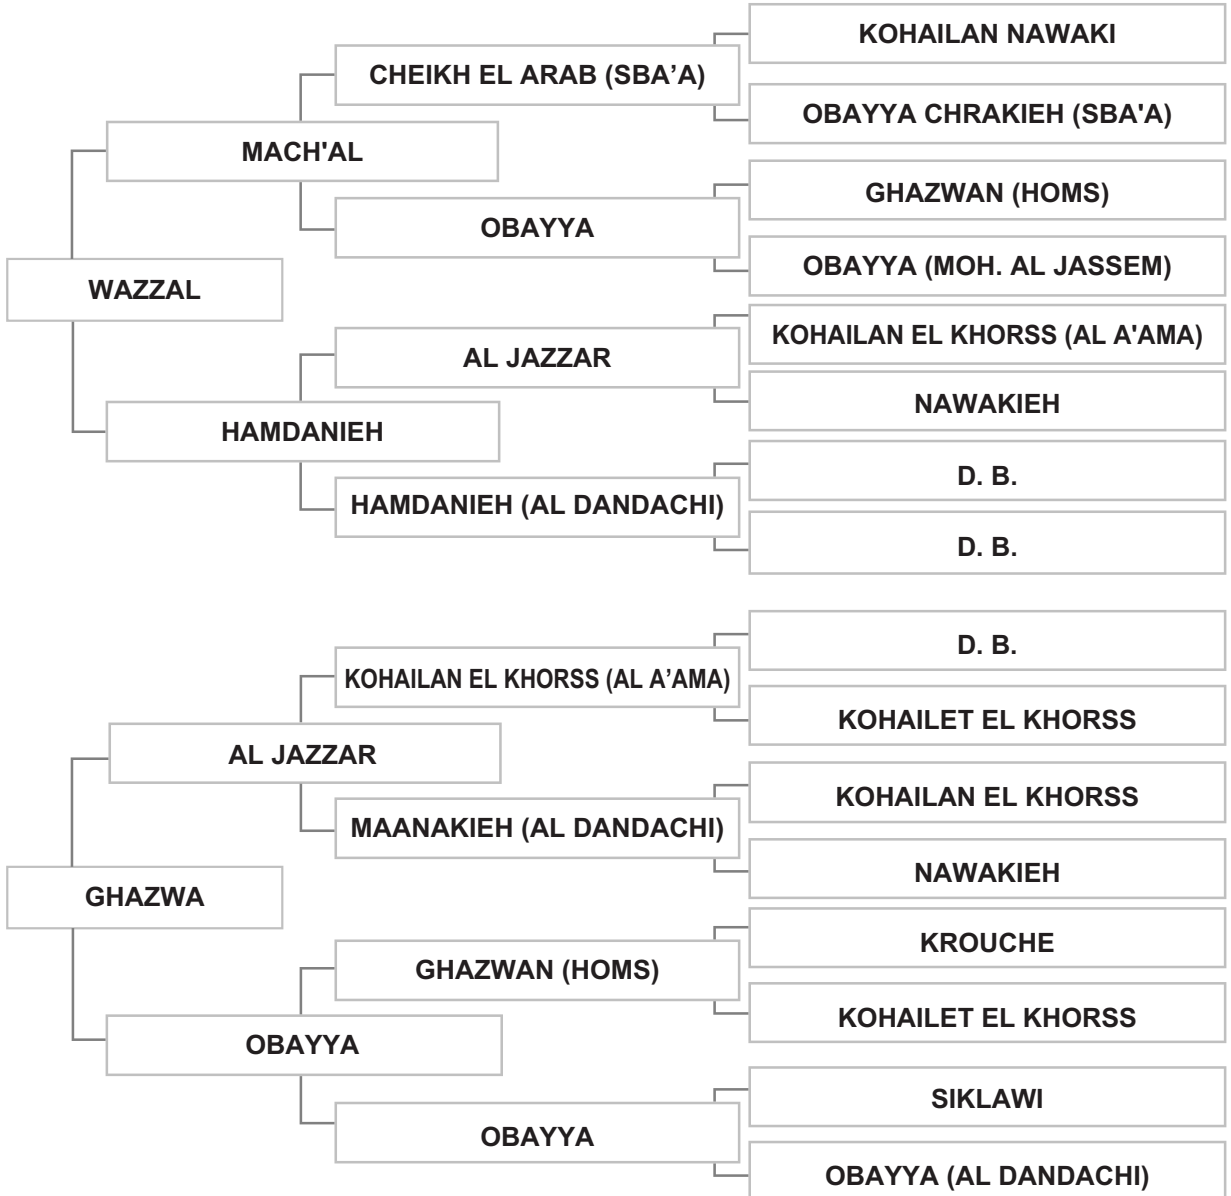 KOHAILAN NAWAKI
CHEIKH EL ARAB (SBA’A)
OBAYYA CHRAKIEH (SBA'A)
MACH'AL
GHAZWAN (HOMS)
OBAYYA
OBAYYA (MOH. AL JASSEM)
WAZZAL
KOHAILAN EL KHORSS (AL A'AMA)
AL JAZZAR
NAWAKIEH
HAMDANIEH
D. B.
HAMDANIEH (AL DANDACHI)
D. B.
D. B.
KOHAILAN EL KHORSS (AL A’AMA)
KOHAILET EL KHORSS
AL JAZZAR
KOHAILAN EL KHORSS
MAANAKIEH (AL DANDACHI)
NAWAKIEH
GHAZWA
KROUCHE
GHAZWAN (HOMS)
KOHAILET EL KHORSS
OBAYYA
SIKLAWI
OBAYYA
OBAYYA (AL DANDACHI)